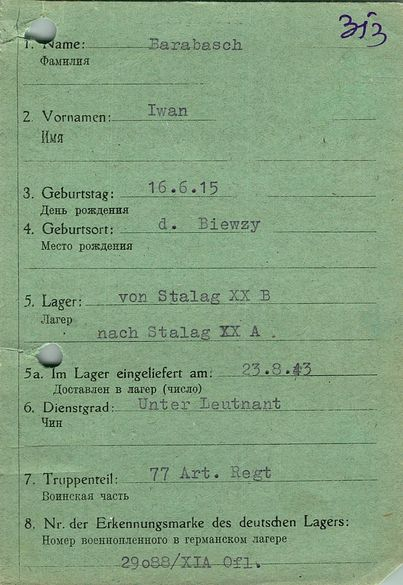 313
1. Name: Barabasch
Фамилия
2. Vornamen: Iwan
Имя
3. Geburtstag: 16.6.15
День рождения
4. Geburtsort: d. Biewzy
Место рождения
5. Lager: von Stalag XX B
Лагер
nach Stalag XX A .
5a. Im Lager eingeliefert am: 23.8.43
Доставлен в лагер (число)
6. Dienstgrad: Unter Leutnant
Чин
7. Truppenteil: 77 Art. Regt
Воинская часть
8. Nr. der Erkennungsmarke des deutschen Lagers:
Номер военнопленного в германском лагере
29088/XIA Ofl.